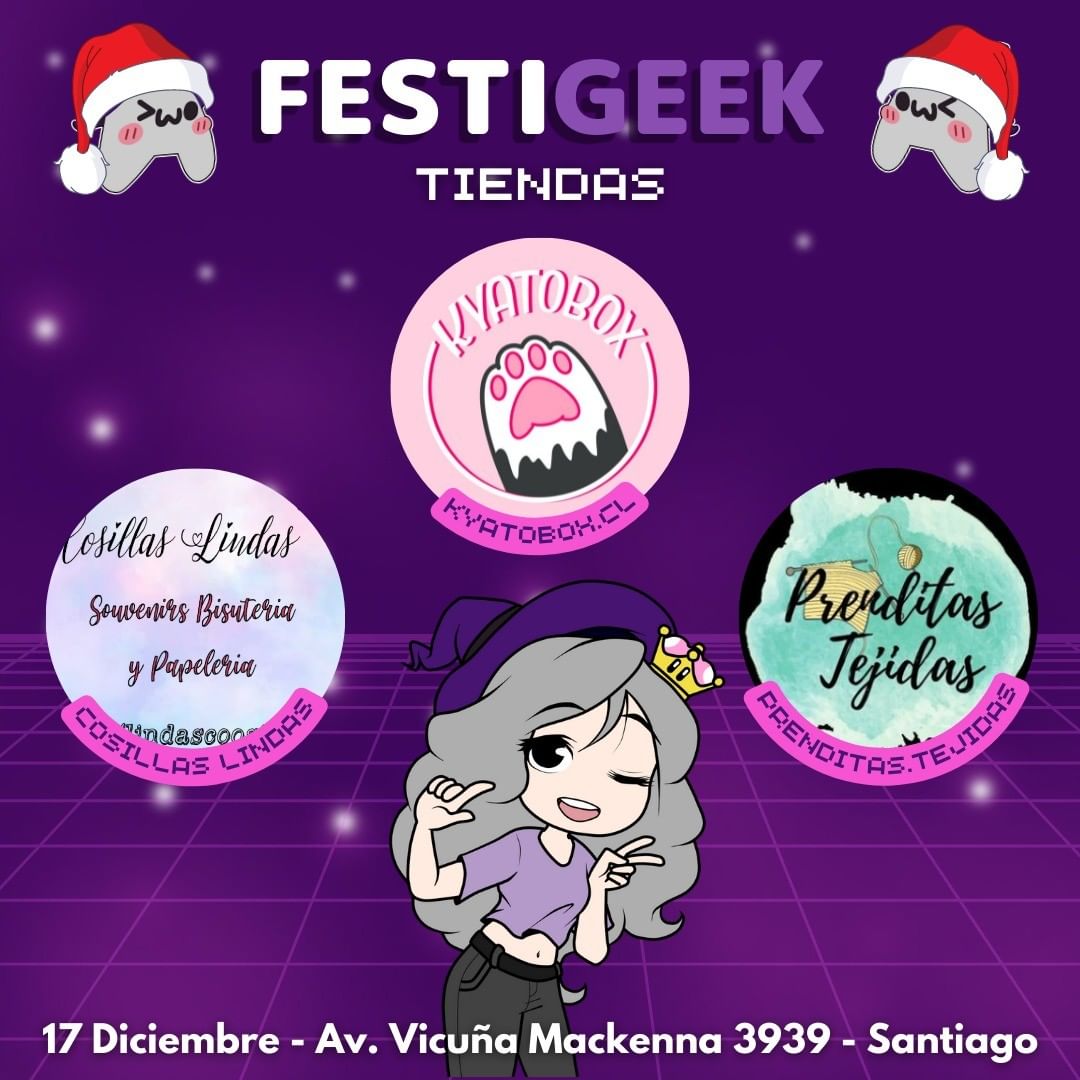 FESTIGEEK
TIENDAS
KYATOBOX
KYATOBOX.CL
Cosillas Lindas
Souvenirs Bisuteria
y Papeleria
COSILLAS LINDAS
Prenditas
Tejidas
PRENDITAS.TEJIDAS
17 Diciembre - Av. Vicuña Mackenna 3939 - Santiago